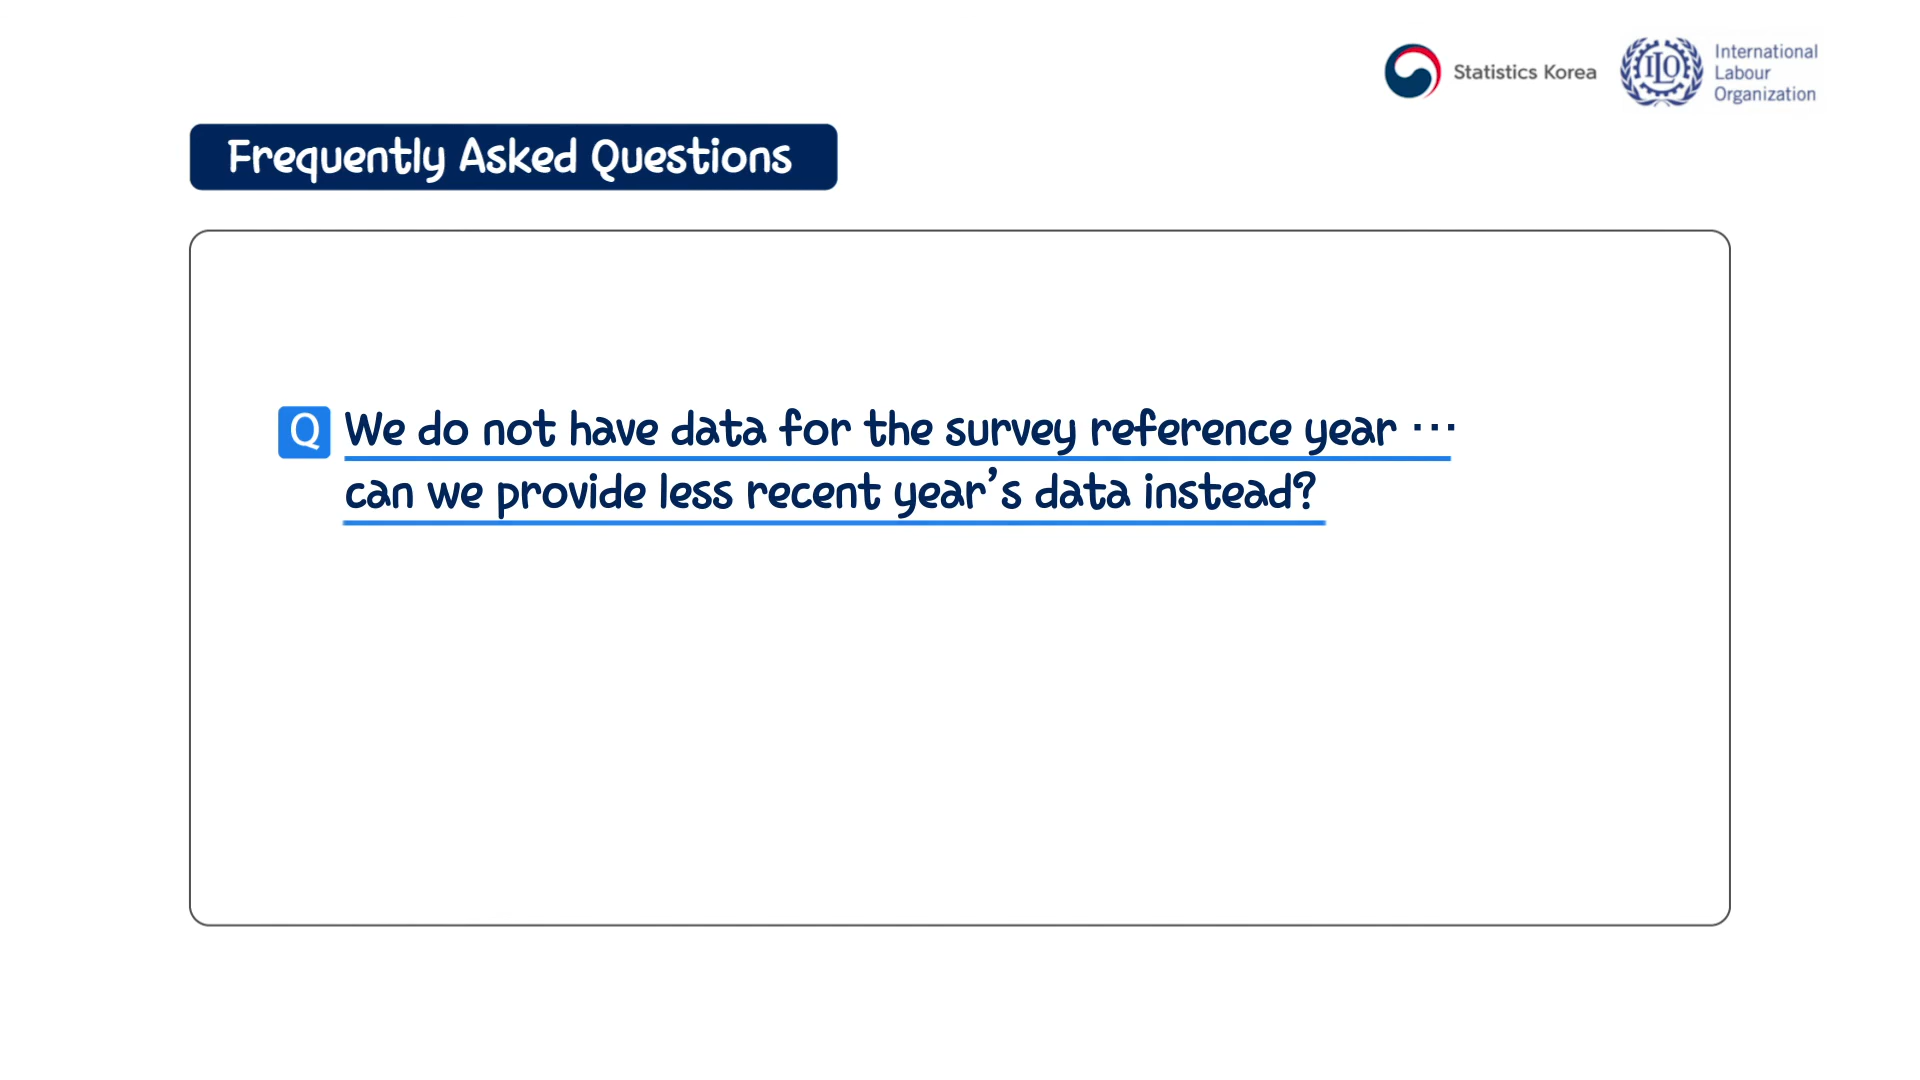 Statistics Korea
ILO
International
Labour
Organization
Frequently Asked Questions
Q We do not have data for the survey reference year ···
can we provide less recent year’s data instead?